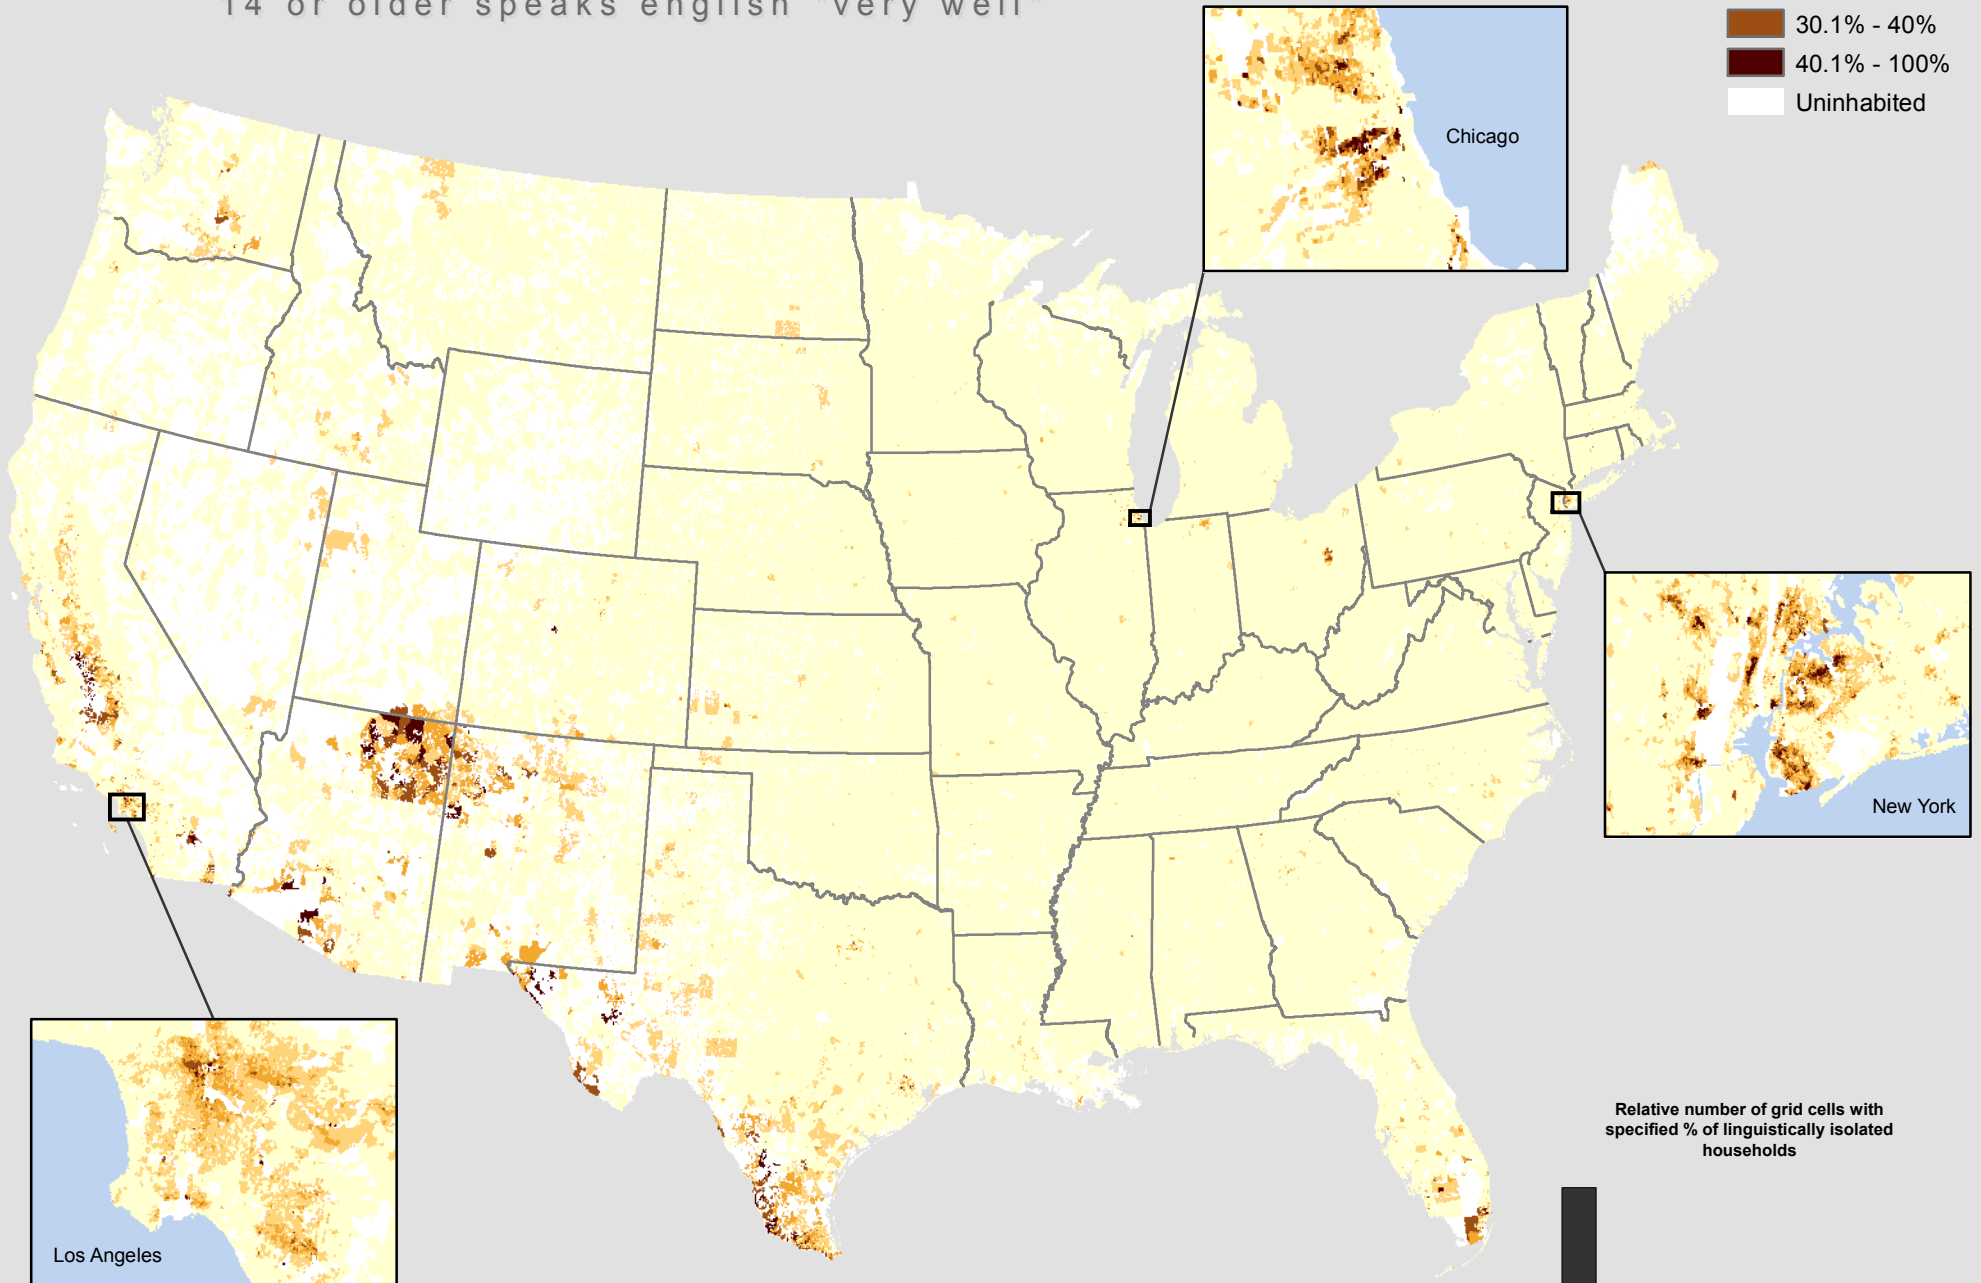 14 or older speaks english "very well"
30.1% - 40%
40.1% - 100%
Uninhabited
Chicago
New York
Los Angeles
Relative number of grid cells with
specified % of linguistically isolated
households